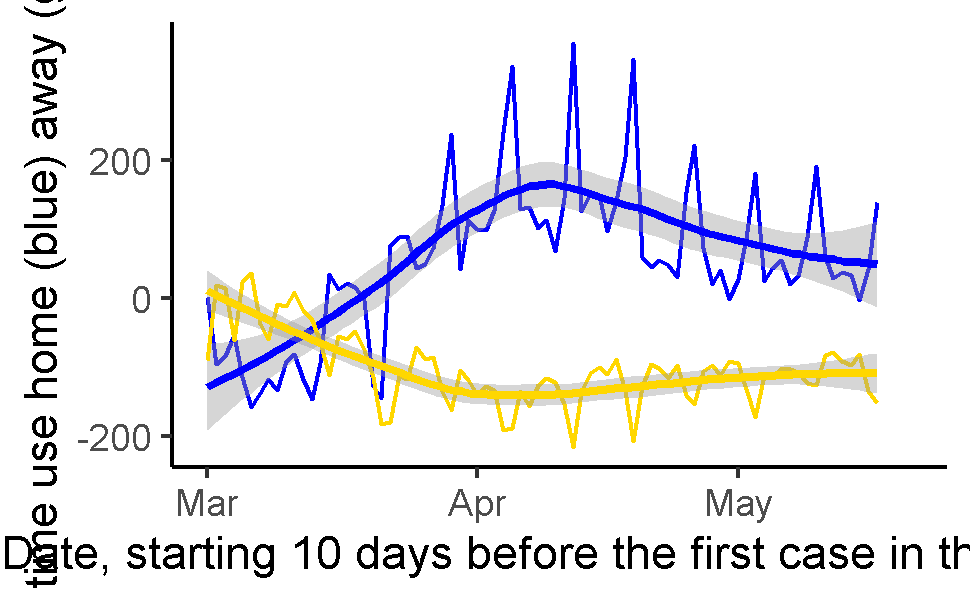 time use home (blue) away (
200
0
-200
Mar
Apr
May
Date, starting 10 days before the first case in th